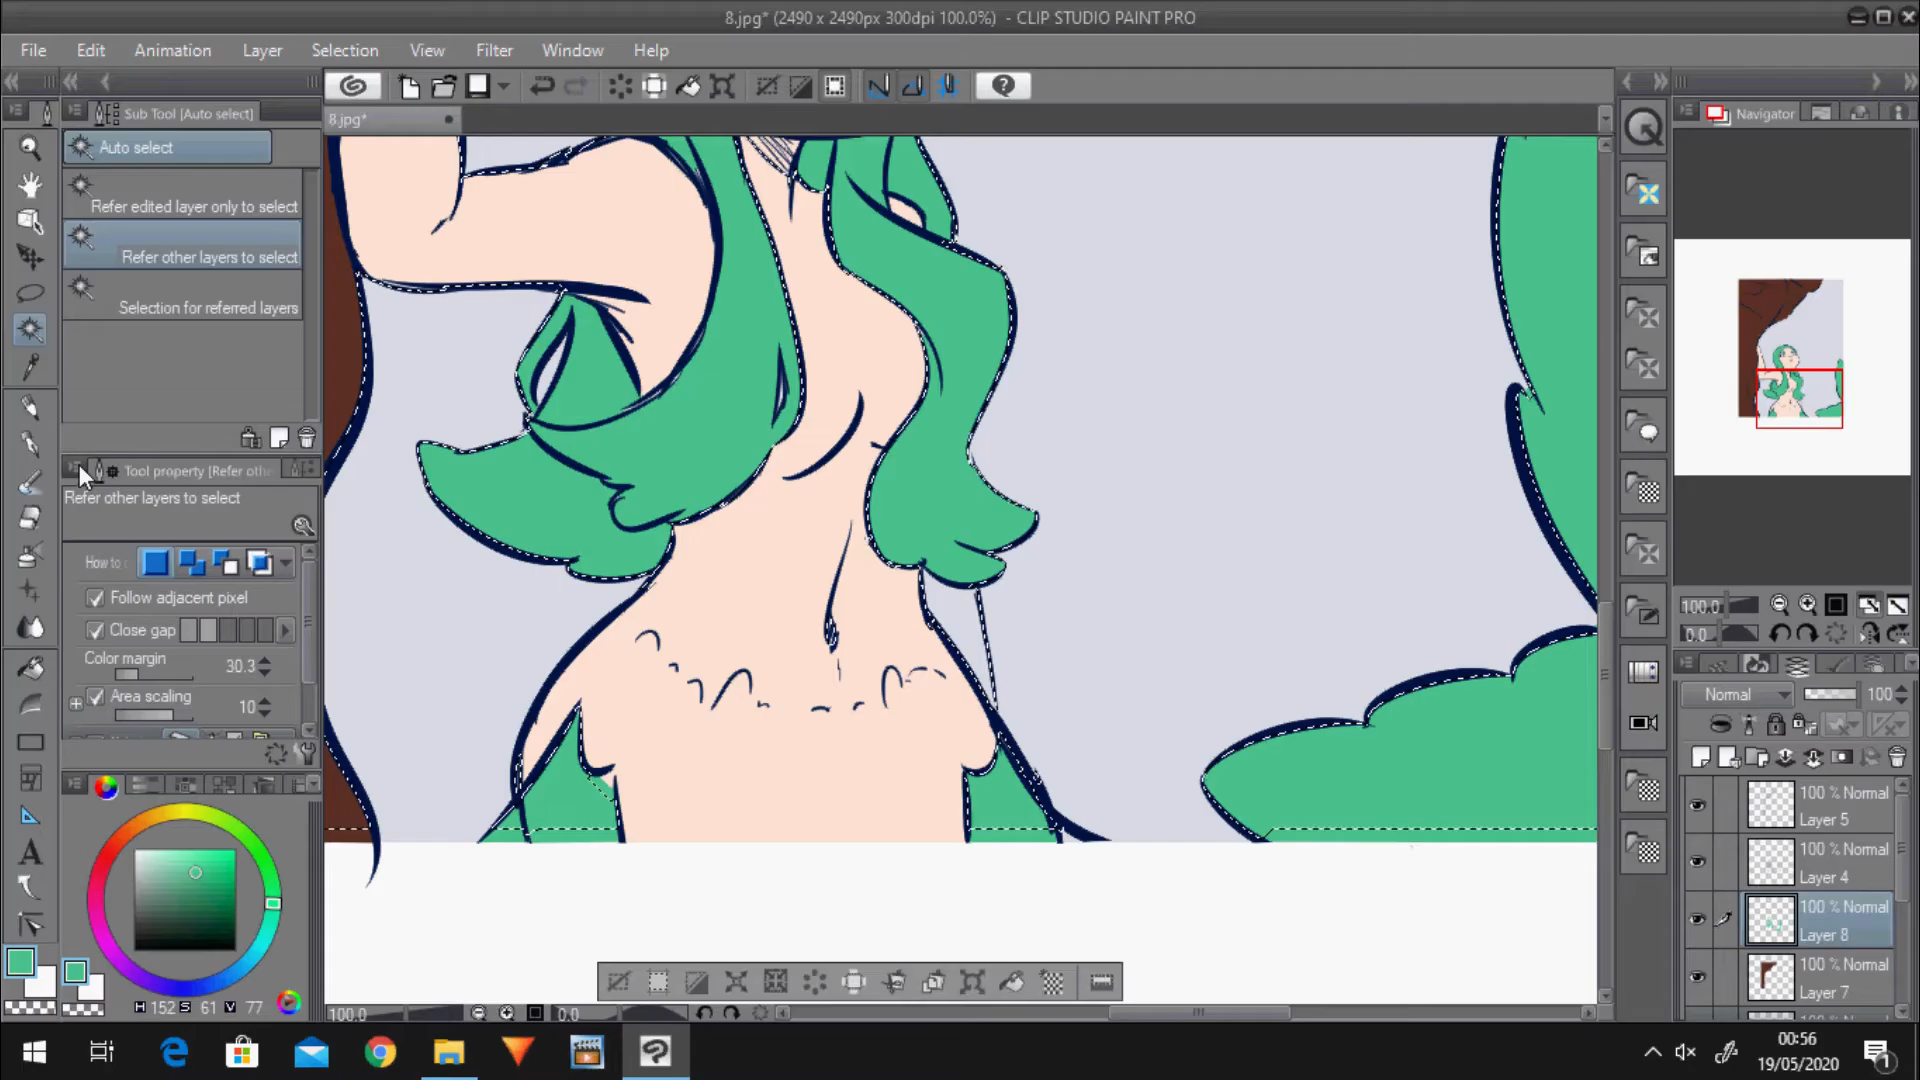 8.jpg* (2490 x 2490px 300dpi 100.0%)  - CLIP STUDIO PAINT PRO
File Edit Animation Layer Selection View Filter Window Help
Sub Tool [Auto select]
8.jpg*
Navigator
Auto select
Refer edited layer only to select
Refer other layers to select
Selection for referred layers
Tool property [Refer othe
Refer other layers to select
How to
Follow adjacent pixel
Close gap
Color margin
30.3
Area scaling
10
100.0
0.0
Normal
100
100 % Normal
Layer 5
100 % Normal
Layer 4
100 % Normal
Layer 8
100 % Normal
Layer 7
H 152 S 61 V 77
100.0
0.0
00:56
19/05/2020
1